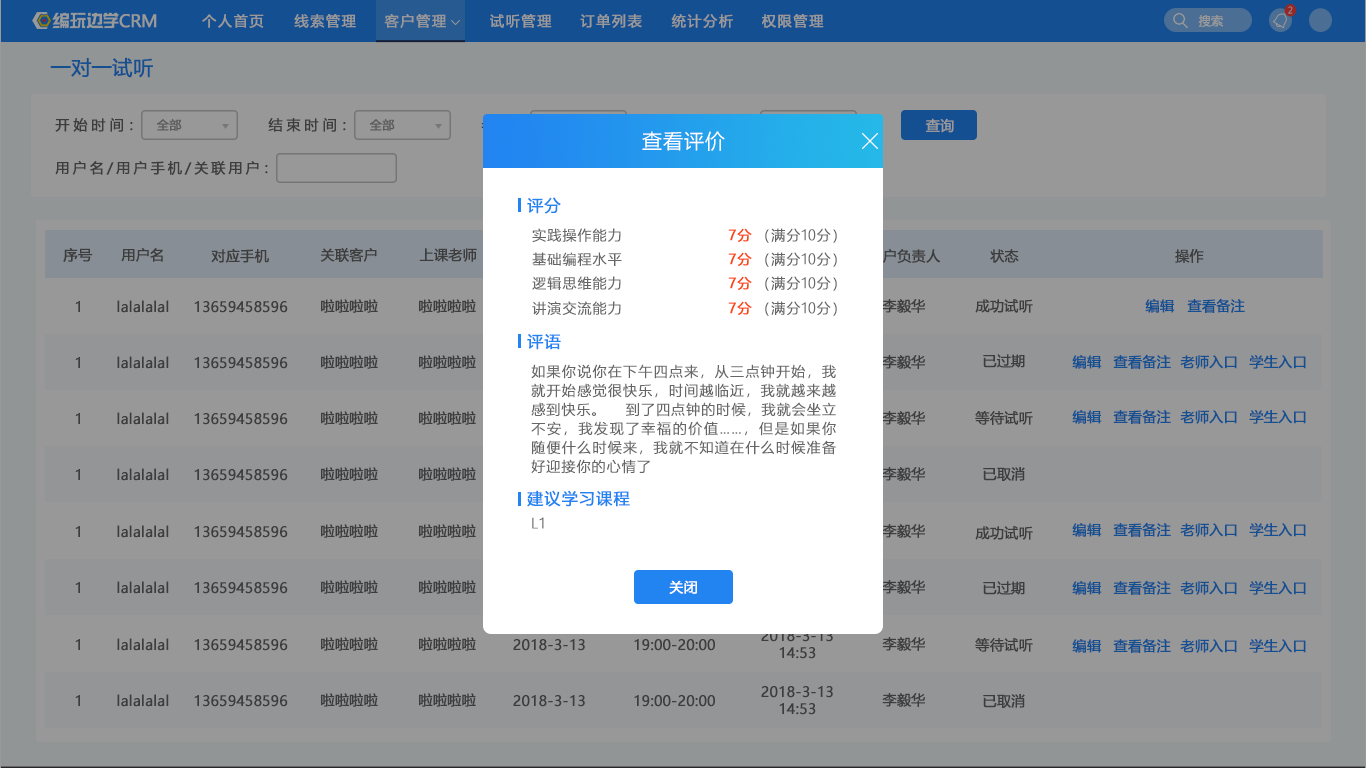 编玩边学CRM 个人首页 线索管理 客户管理 试听管理 订单列表 统计分析 权限管理 搜索 2
一对一试听
开始时间: 全部 结束时间: 全部 查询
用户名/用户手机/关联用户:
查看评价
评分
实践操作能力 7分 (满分10分)
基础编程水平 7分 (满分10分)
逻辑思维能力 7分 (满分10分)
讲演交流能力 7分 (满分10分)
评语
如果你说你在下午四点来，从三点钟开始，我
就开始感觉很快乐，时间越临近，我就越来越
感到快乐。 到了四点钟的时候，我就会坐立
不安，我发现了幸福的价值……，但是如果你
随便什么时候来，我就不知道在什么时候准备
好迎接你的心情了
建议学习课程
L1
关闭
序号 用户名 对应手机 关联客户 上课老师 户负责人 状态 操作
1 lalalalal 13659458596 啦啦啦啦 啦啦啦啦 李毅华 成功试听 编辑 查看备注
1 lalalalal 13659458596 啦啦啦啦 啦啦啦啦 李毅华 已过期 编辑 查看备注 老师入口 学生入口
1 lalalalal 13659458596 啦啦啦啦 啦啦啦啦 李毅华 等待试听 编辑 查看备注 老师入口 学生入口
1 lalalalal 13659458596 啦啦啦啦 啦啦啦啦 李毅华 已取消
1 lalalalal 13659458596 啦啦啦啦 啦啦啦啦 李毅华 成功试听 编辑 查看备注 老师入口 学生入口
1 lalalalal 13659458596 啦啦啦啦 啦啦啦啦 李毅华 已过期 编辑 查看备注 老师入口 学生入口
1 lalalalal 13659458596 啦啦啦啦 啦啦啦啦 2018-3-13 19:00-20:00 2018-3-13 14:53 李毅华 等待试听 编辑 查看备注 老师入口 学生入口
1 lalalalal 13659458596 啦啦啦啦 啦啦啦啦 2018-3-13 19:00-20:00 2018-3-13 14:53 李毅华 已取消